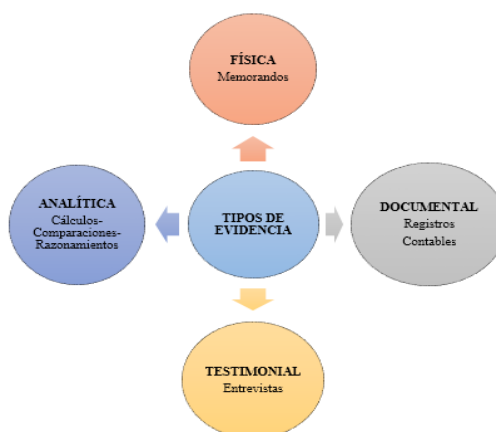 FÍSICA
Memorandos
ANALÍTICA
Cálculos-
Comparaciones-
Razonamientos
TIPOS DE
EVIDENCIA
DOCUMENTAL
Registros
Contables
TESTIMONIAL
Entrevistas